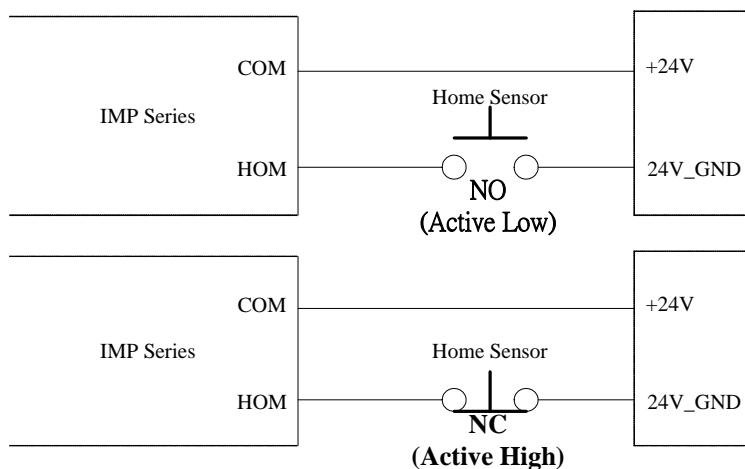 COM
+24V
Home Sensor
IMP Series
HOM
24V_GND
NO
(Active Low)
COM
+24V
IMP Series
Home Sensor
HOM
24V_GND
NC
(Active High)